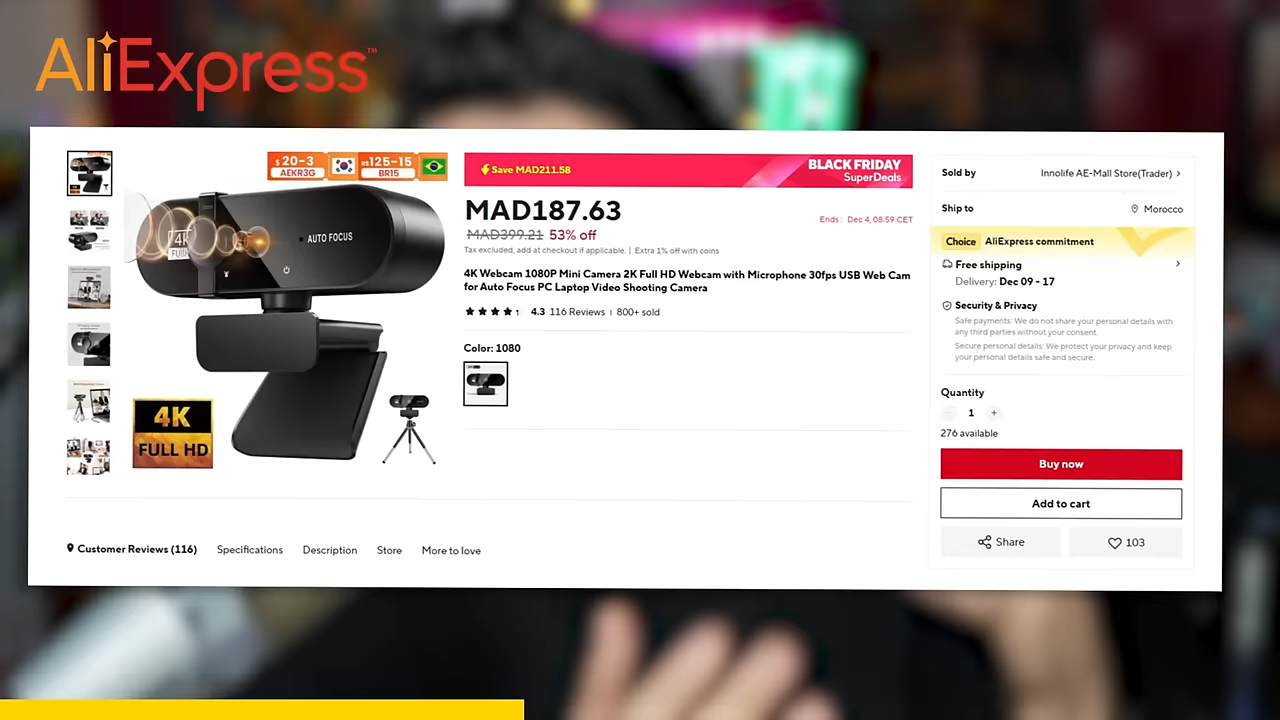 AliExpress™
$20-3
AEKR3G
R$125-15
BR15
4K
AUTO FOCUS
4K
FULL HD
Save MAD211.58
BLACK FRIDAY
SuperDeals
MAD187.63
Ends: Dec 4, 08:59 CET
MAD399.21 53% off
Tax excluded, add at checkout if applicable. | Extra 1% off with coins
4K Webcam 1080P Mini Camera 2K Full HD Webcam with Microphone 30fps USB Web Cam
for Auto Focus PC Laptop Video Shooting Camera
4.3 116 Reviews | 800+ sold
Color: 1080
Sold by Innolife AE-Mall Store(Trader)
Ship to Morocco
Choice AliExpress commitment
Free shipping
Delivery: Dec 09 - 17
Security & Privacy
Safe payments: We do not share your personal details with
any third parties without your consent.
Secure personal details: We protect your privacy and keep
your personal details safe and secure.
Quantity
- 1 +
276 available
Buy now
Add to cart
Share
103
Customer Reviews (116) Specifications Description Store More to love